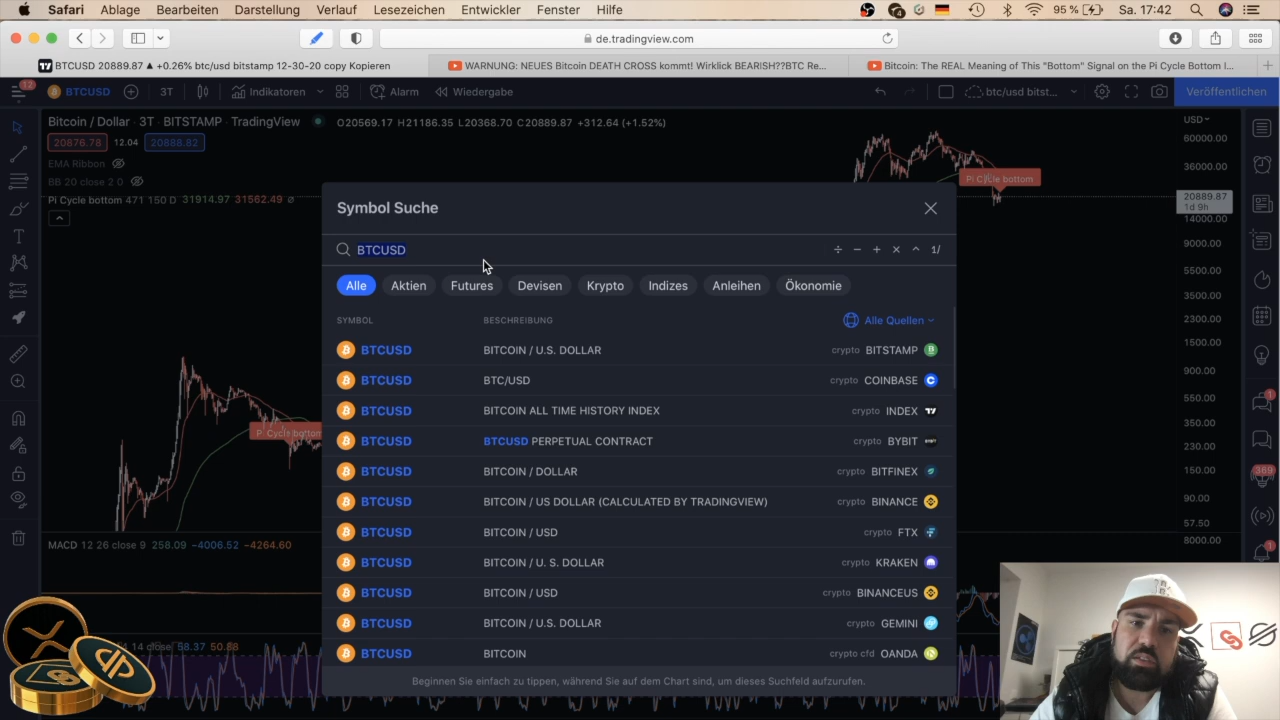 Safari Ablage Bearbeiten Darstellung Verlauf Lesezeichen Entwickler Fenster Hilfe 4 95 % Sa. 17:42
de.tradingview.com
BTCUSD 20889.87 ▲ +0.26% btc/usd bitstamp 12-30-20 copy Kopieren
WARNUNG: NEUES Bitcoin DEATH CROSS kommt! Wirklick BEARISH??BTC Re...
Bitcoin: The REAL Meaning of This "Bottom" Signal on the Pi Cycle Bottom I...
12 BTCUSD 3T Indikatoren Alarm Wiedergabe btc/usd bitst... Veröffentlichen
Bitcoin / Dollar · 3T · BITSTAMP · TradingView O20569.17 H21186.35 L20368.70 C20889.87 +312.64 (+1.52%)
20876.78 12.04 20888.82
EMA Ribbon
BB 20 close 2 0
Pi Cycle bottom 471 150 D 31914.97 31562.49 ø
Pi Cycle bottom
Pi Cycle bottom
USD
60000.00
36000.00
20889.87
1d 9h
14000.00
9000.00
5500.00
3500.00
2300.00
1500.00
900.00
550.00
350.00
230.00
150.00
90.00
57.50
8000.00
Symbol Suche
BTCUSD ÷ − + × ^ 1/
Alle Aktien Futures Devisen Krypto Indizes Anleihen Ökonomie
SYMBOL BESCHREIBUNG Alle Quellen
BTCUSD BITCOIN / U.S. DOLLAR crypto BITSTAMP
BTCUSD BTC/USD crypto COINBASE
BTCUSD BITCOIN ALL TIME HISTORY INDEX crypto INDEX
BTCUSD BTCUSD PERPETUAL CONTRACT crypto BYBIT
BTCUSD BITCOIN / DOLLAR crypto BITFINEX
BTCUSD BITCOIN / US DOLLAR (CALCULATED BY TRADINGVIEW) crypto BINANCE
BTCUSD BITCOIN / USD crypto FTX
BTCUSD BITCOIN / U. S. DOLLAR crypto KRAKEN
BTCUSD BITCOIN / USD crypto BINANCEUS
BTCUSD BITCOIN / U.S. DOLLAR crypto GEMINI
BTCUSD BITCOIN crypto cfd OANDA
Beginnen Sie einfach zu tippen, während Sie auf dem Chart sind, um dieses Suchfeld aufzurufen.
MACD 12 26 close 9 258.09 −4006.52 −4264.60
14 close 58.37 50.88
1
369
1